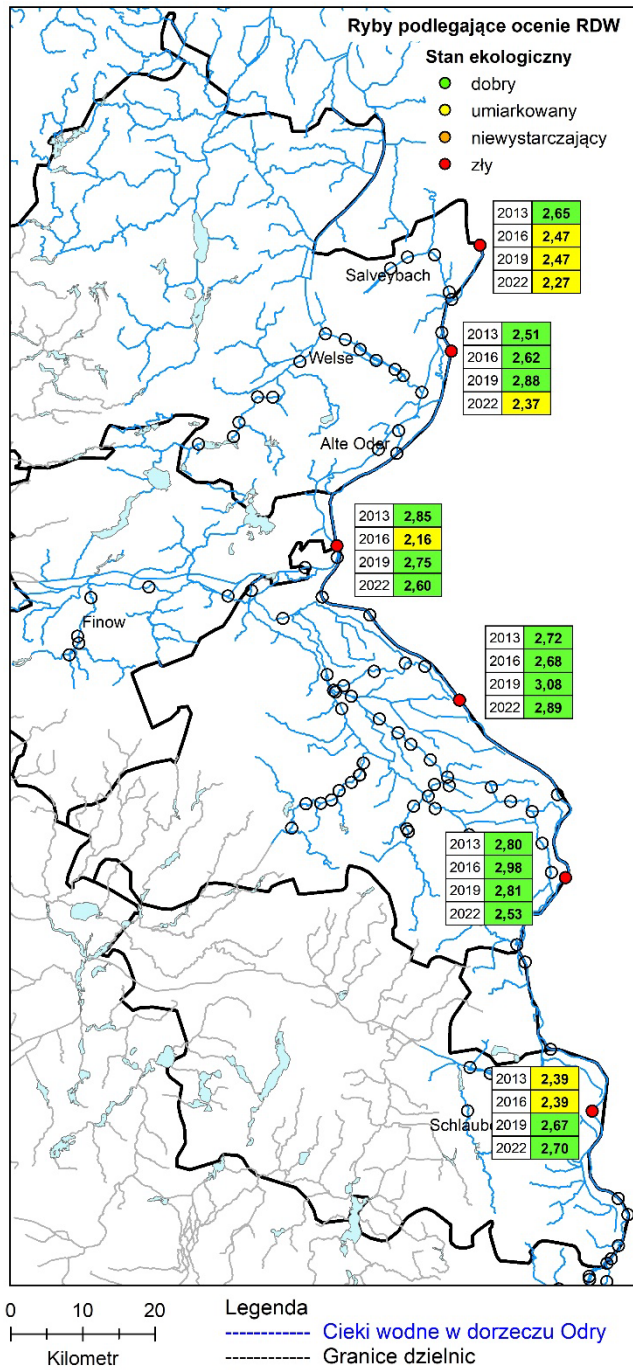 Ryby podlegające ocenie RDW
Stan ekologiczny
dobry
umiarkowany
niewystarczający
zły
2013 2,65
2016 2,47
2019 2,47
2022 2,27
Salveybach
2013 2,51
2016 2,62
2019 2,88
2022 2,37
Welse
Alte Oder
2013 2,85
2016 2,16
2019 2,75
2022 2,60
Finow
2013 2,72
2016 2,68
2019 3,08
2022 2,89
2013 2,80
2016 2,98
2019 2,81
2022 2,53
2013 2,39
2016 2,39
2019 2,67
2022 2,70
Schlaube
0 10 20
Kilometr
Legenda
Cieki wodne w dorzeczu Odry
Granice dzielnic